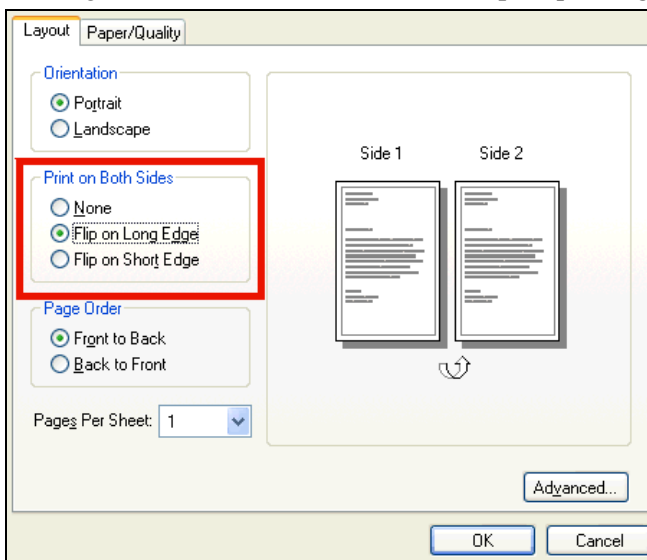 Layout Paper/Quality
Orientation
Portrait
Landscape
Print on Both Sides
None
Flip on Long Edge
Flip on Short Edge
Page Order
Front to Back
Back to Front
Pages Per Sheet: 1
Side 1 Side 2
Advanced...
OK Cancel